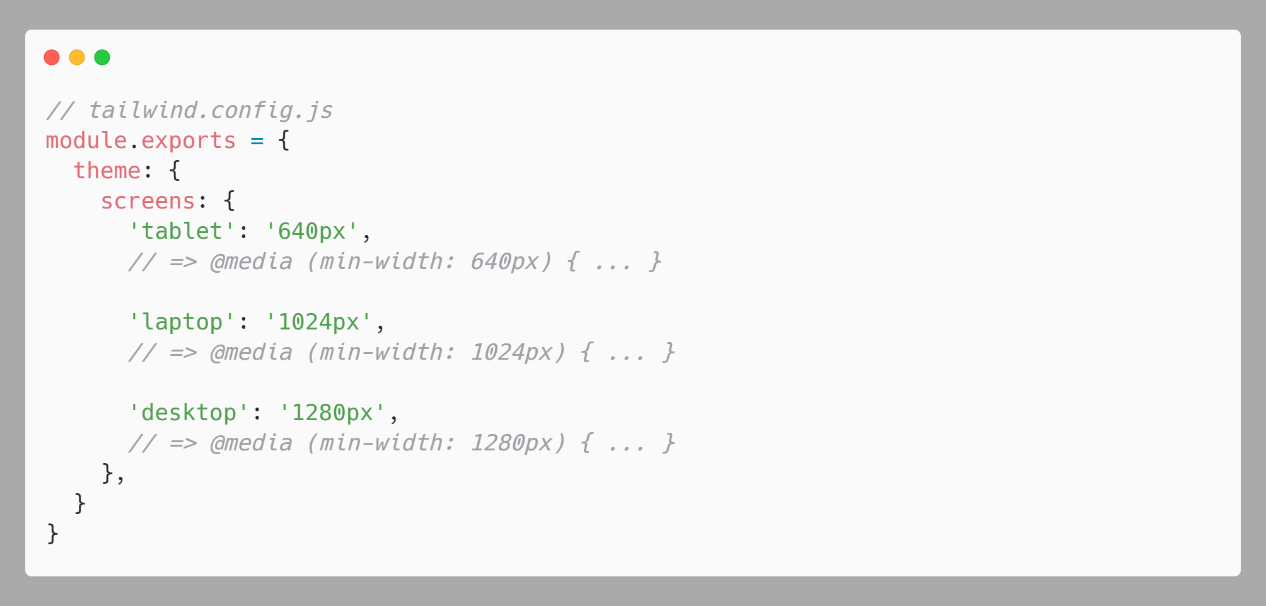 // tailwind.config.js
module.exports = {
  theme: {
    screens: {
      'tablet': '640px',
      // => @media (min-width: 640px) { ... }

      'laptop': '1024px',
      // => @media (min-width: 1024px) { ... }

      'desktop': '1280px',
      // => @media (min-width: 1280px) { ... }
    },
  }
}